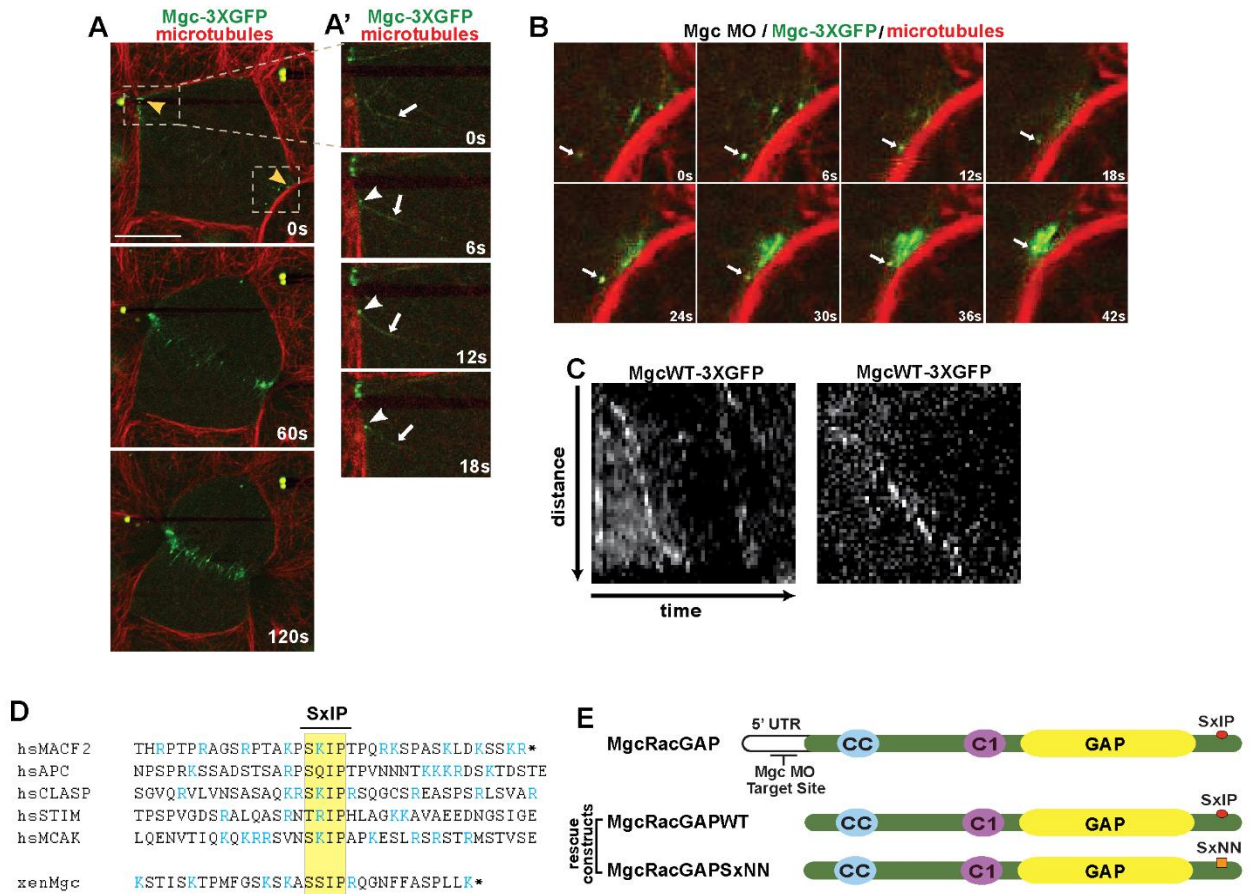 A
Mgc-3XGFP
microtubules
0s
60s
120s
A'
Mgc-3XGFP
microtubules
0s
6s
12s
18s
B
Mgc MO / Mgc-3XGFP / microtubules
0s
6s
12s
18s
24s
30s
36s
42s
C
MgcWT-3XGFP
MgcWT-3XGFP
distance
time
D
SxIP
hsMACF2 THRPTPRAGSRPTAKPSKIPTPQRKSPASKLDKSSKR*
hsAPC NPSPRKSSADSTSARPSQIPTPVNNNTKKKRDSKTDSTE
hsCLASP SGVQRVLVNSASAQKRSKIPRSQGCSREASPSRLSVAR
hsSTIM TPSPVGDSRALQASRNTRIPHLAGKKAVAEEDNGSIGE
hsMCAK LQENVTIQKQKRRSVNSKIPAPKESLRSRSTRMSTVSE
xenMgc KSTISKTPMFGSKSKASSIPRQGNFFASPLLK*
E
5' UTR
SxIP
MgcRacGAP
CC
C1
GAP
Mgc MO
Target Site
rescue
constructs
SxIP
MgcRacGAPWT
CC
C1
GAP
SxNN
MgcRacGAPSxNN
CC
C1
GAP